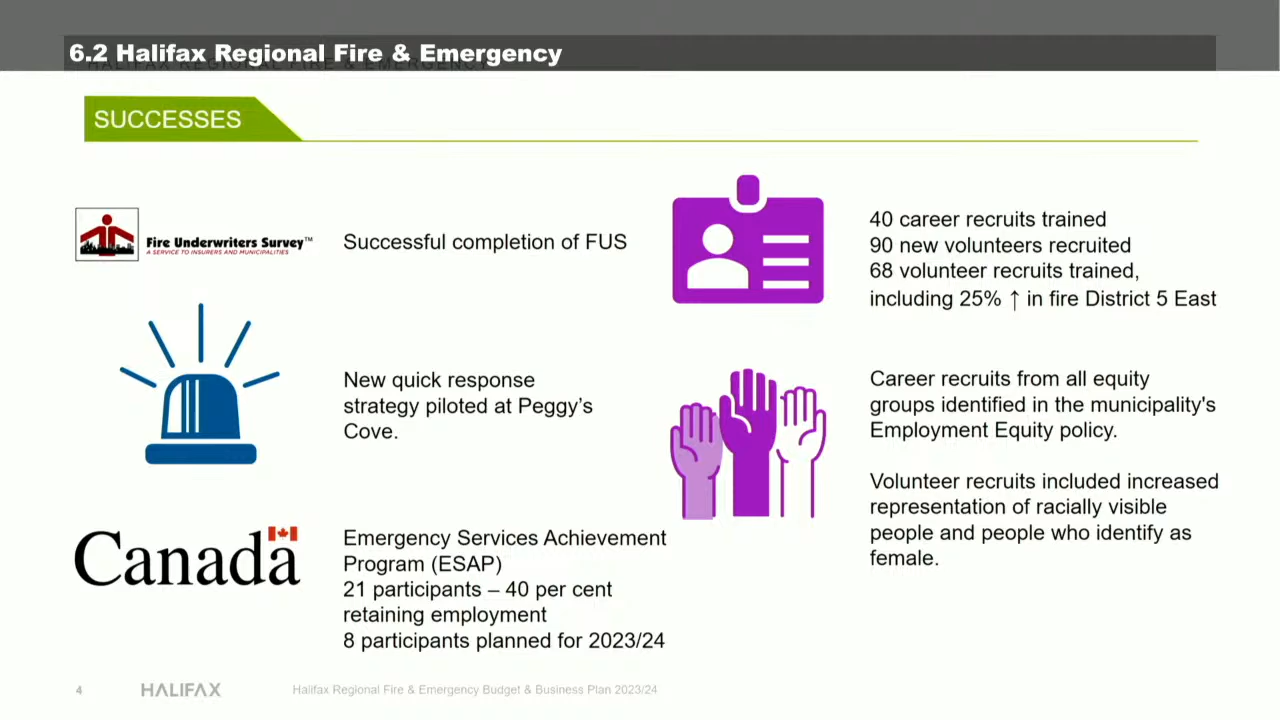 6.2 Halifax Regional Fire & Emergency
HALIFAX REGIONAL FIRE & EMERGENCY
SUCCESSES
Fire Underwriters Survey™
A SERVICE TO INSURERS AND MUNICIPALITIES
Successful completion of FUS
New quick response
strategy piloted at Peggy’s
Cove.
Canada
Emergency Services Achievement
Program (ESAP)
21 participants – 40 per cent
retaining employment
8 participants planned for 2023/24
40 career recruits trained
90 new volunteers recruited
68 volunteer recruits trained,
including 25% ↑ in fire District 5 East
Career recruits from all equity
groups identified in the municipality's
Employment Equity policy.
Volunteer recruits included increased
representation of racially visible
people and people who identify as
female.
4
HALIFAX
Halifax Regional Fire & Emergency Budget & Business Plan 2023/24